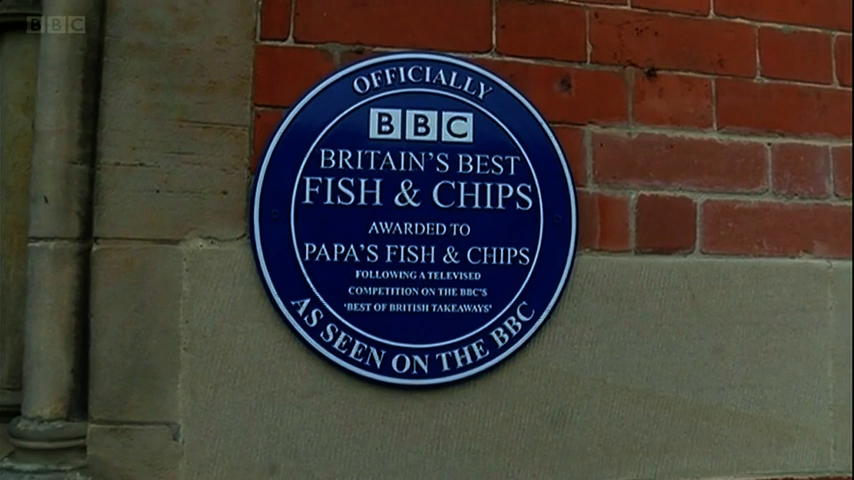 BBC
OFFICIALLY
BBC
BRITAIN'S BEST
FISH & CHIPS
AWARDED TO
PAPA'S FISH & CHIPS
FOLLOWING A TELEVISED
COMPETITION ON THE BBC'S
'BEST OF BRITISH TAKEAWAYS'
AS SEEN ON THE BBC